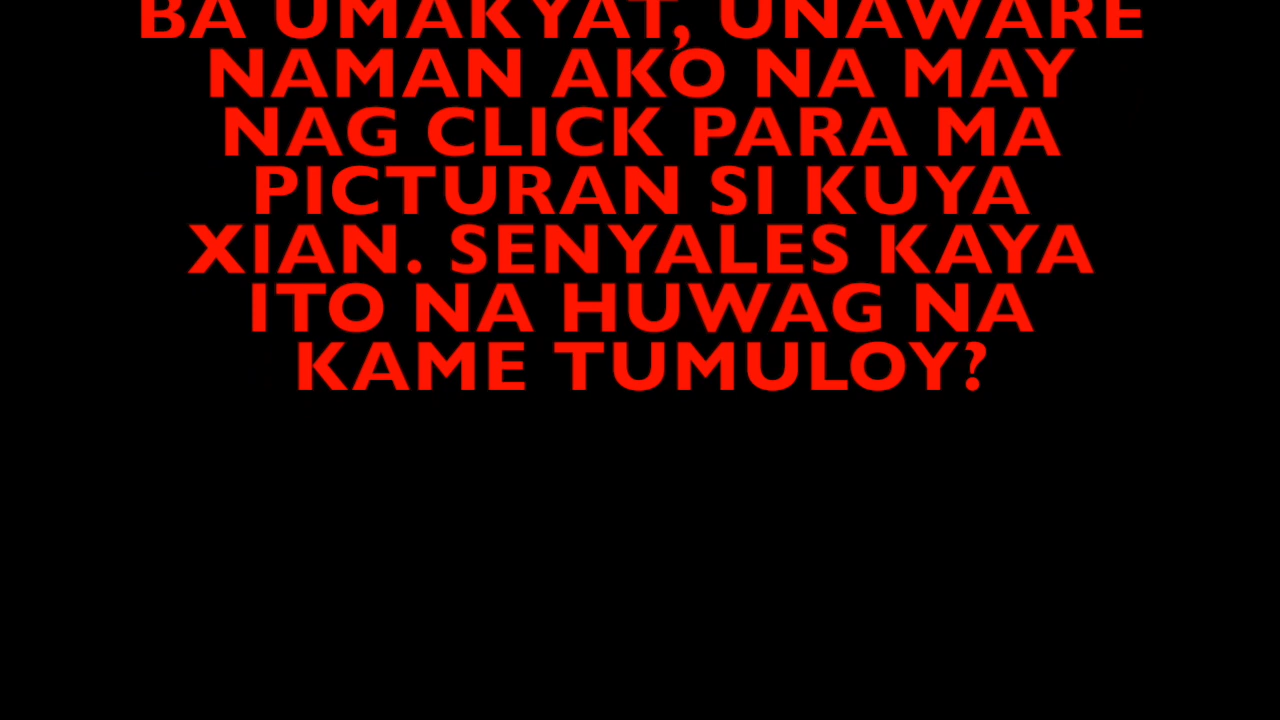 BA UMAKYAT, UNAWARE
NAMAN AKO NA MAY
NAG CLICK PARA MA
PICTURAN SI KUYA
XIAN. SENYALES KAYA
ITO NA HUWAG NA
KAME TUMULOY?